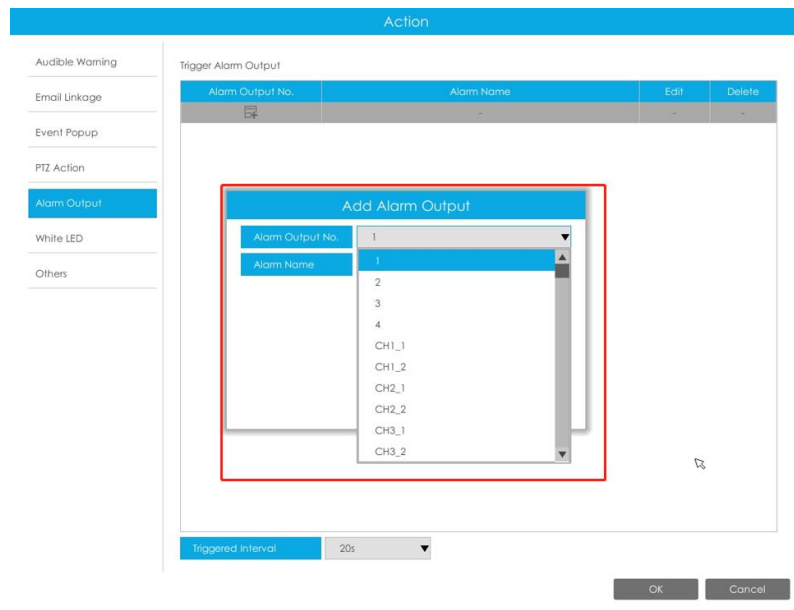 Action
Audible Warning
Email Linkage
Event Popup
PTZ Action
Alarm Output
White LED
Others
Trigger Alarm Output
Alarm Output No. Alarm Name Edit Delete
- - -
Add Alarm Output
Alarm Output No. 1
Alarm Name
1
2
3
4
CH1_1
CH1_2
CH2_1
CH2_2
CH3_1
CH3_2
Triggered Interval 20s
OK Cancel